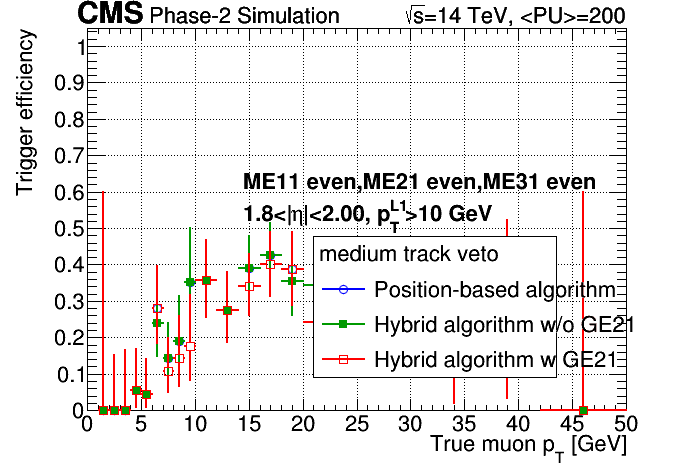 CMS Phase-2 Simulation √s=14 TeV, <PU>=200
Trigger efficiency
1
0.9
0.8
0.7
0.6
0.5
0.4
0.3
0.2
0.1
0
ME11 even,ME21 even,ME31 even
1.8<|η|<2.00, p_T^L1>10 GeV
medium track veto
Position-based algorithm
Hybrid algorithm w/o GE21
Hybrid algorithm w GE21
0 5 10 15 20 25 30 35 40 45 50
True muon p_T [GeV]